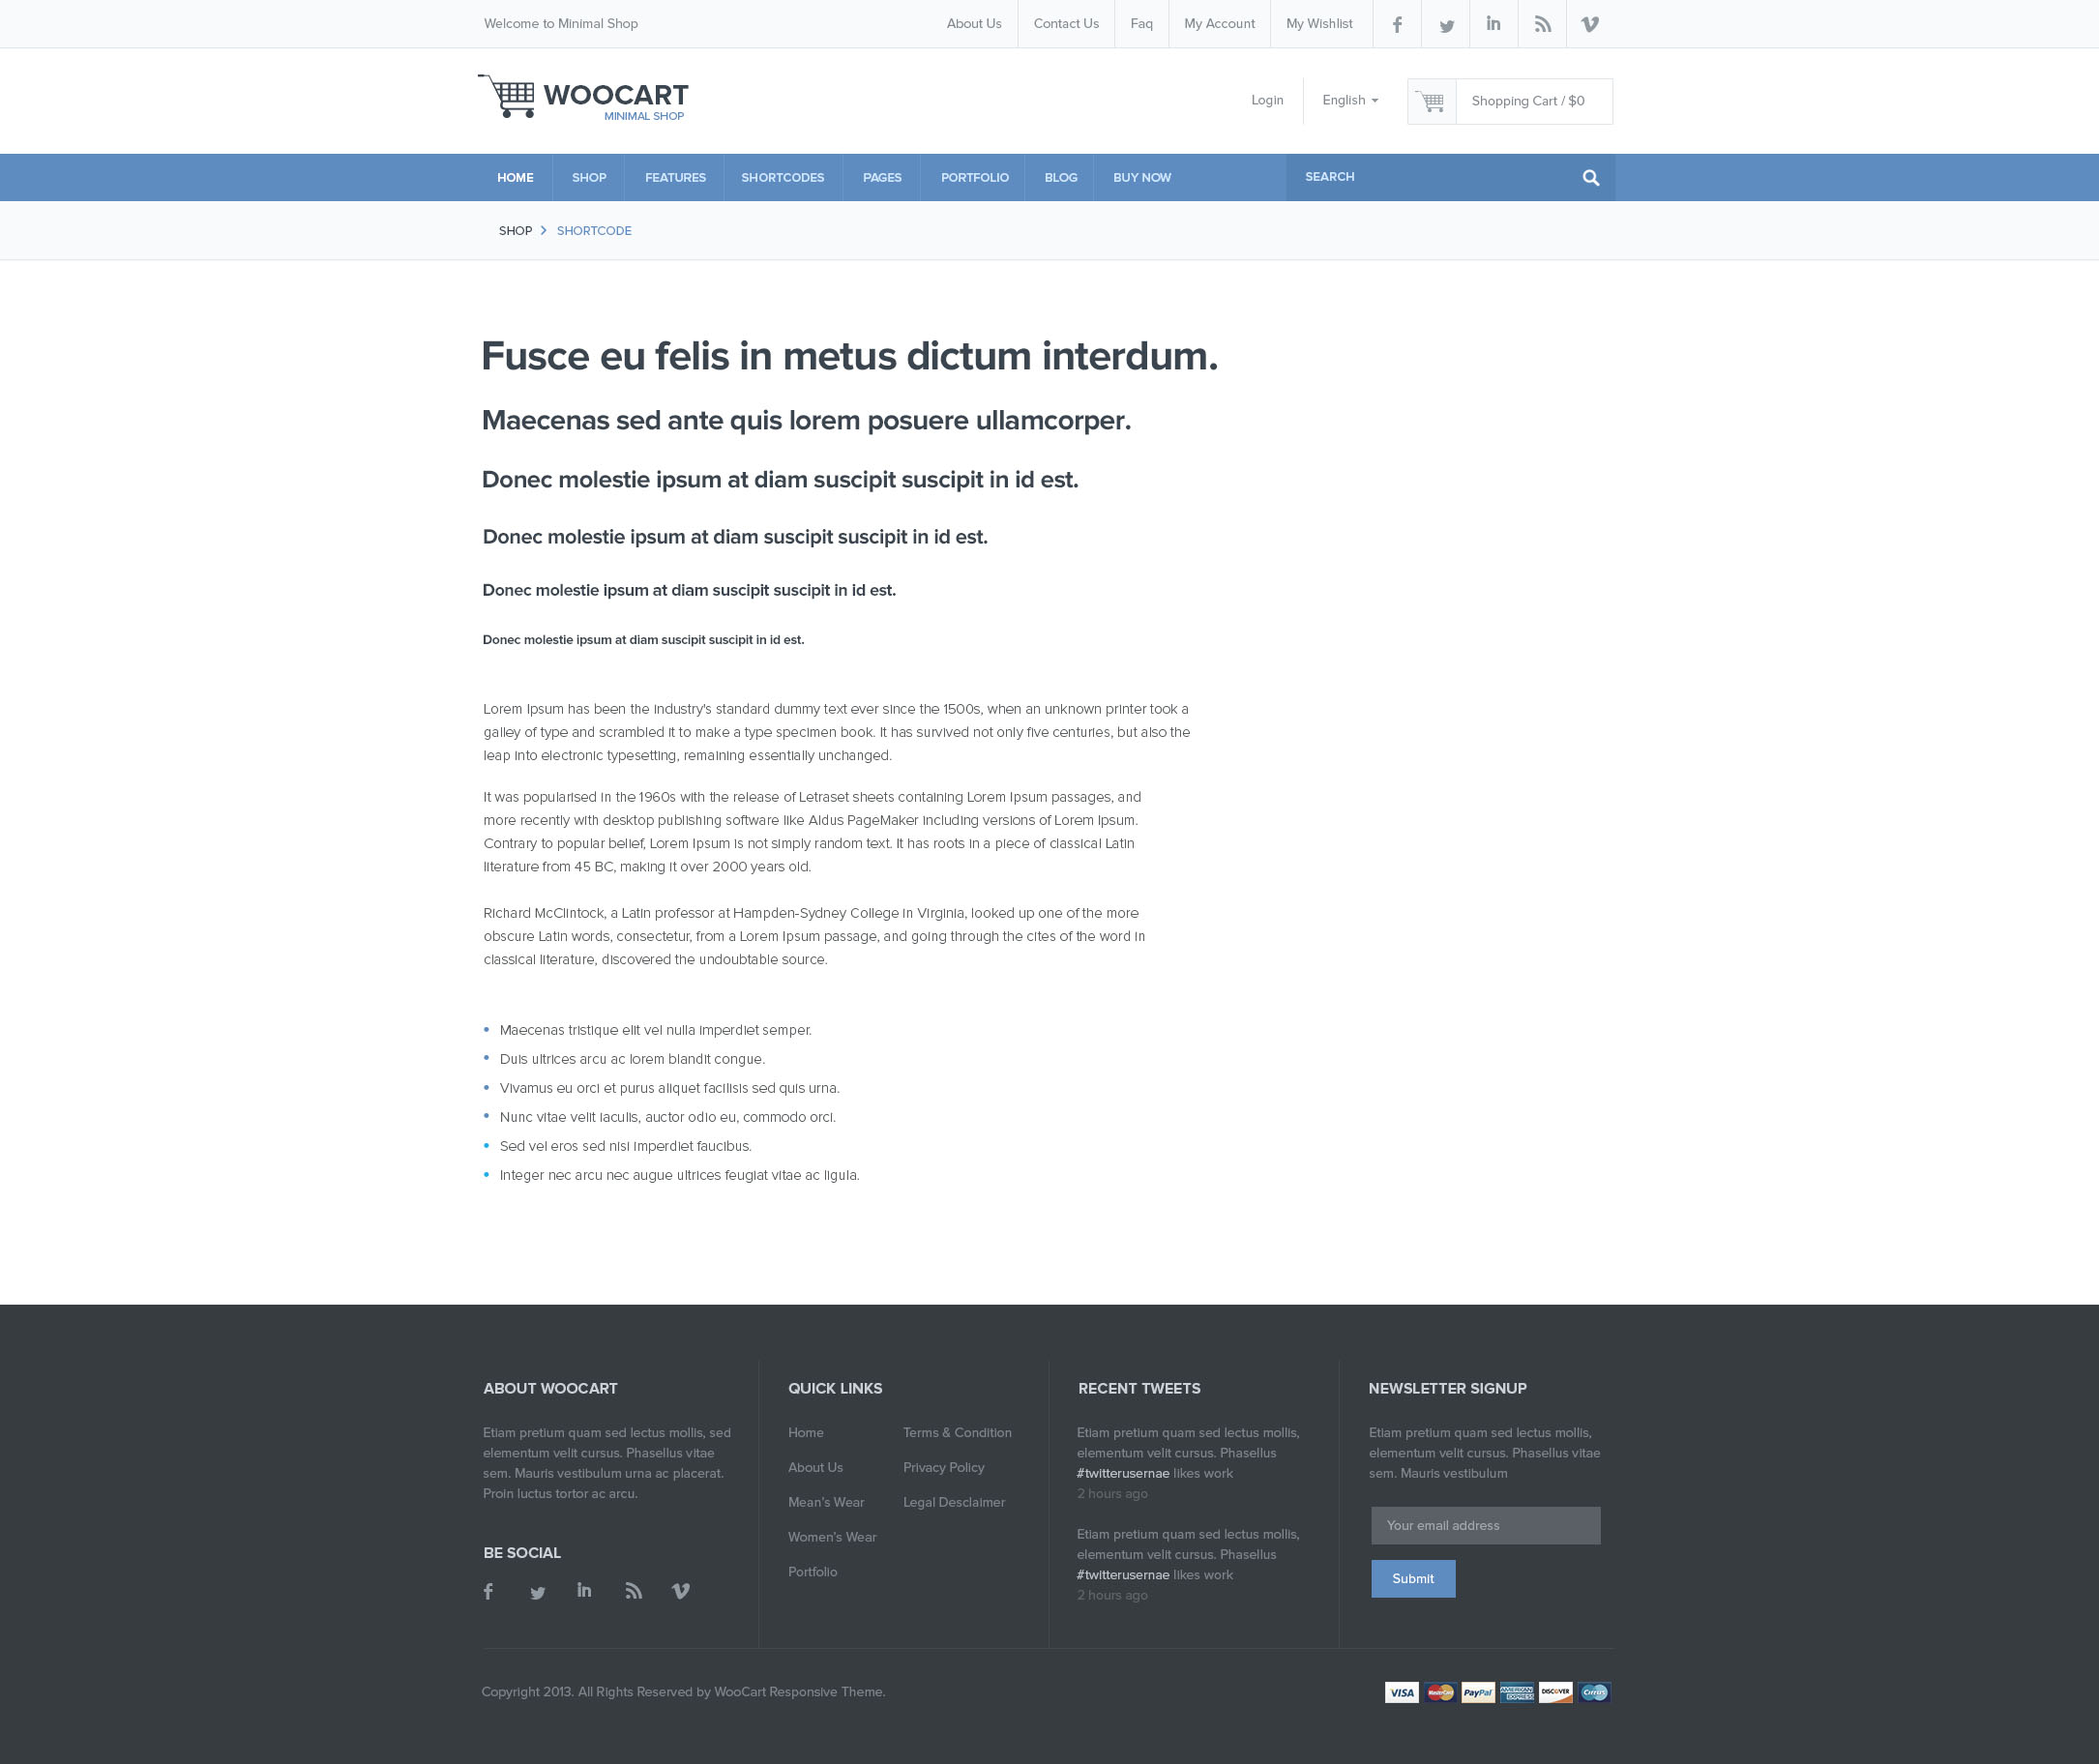 Welcome to Minimal Shop
About Us
Contact Us
Faq
My Account
My Wishlist
WOOCART
MINIMAL SHOP
Login
English
Shopping Cart / $0
HOME
SHOP
FEATURES
SHORTCODES
PAGES
PORTFOLIO
BLOG
BUY NOW
SEARCH
SHOP
SHORTCODE
Fusce eu felis in metus dictum interdum.
Maecenas sed ante quis lorem posuere ullamcorper.
Donec molestie ipsum at diam suscipit suscipit in id est.
Donec molestie ipsum at diam suscipit suscipit in id est.
Donec molestie ipsum at diam suscipit suscipit in id est.
Donec molestie ipsum at diam suscipit suscipit in id est.
Lorem Ipsum has been the industry's standard dummy text ever since the 1500s, when an unknown printer took a
galley of type and scrambled it to make a type specimen book. It has survived not only five centuries, but also the
leap into electronic typesetting, remaining essentially unchanged.
It was popularised in the 1960s with the release of Letraset sheets containing Lorem Ipsum passages, and
more recently with desktop publishing software like Aldus PageMaker including versions of Lorem Ipsum.
Contrary to popular belief, Lorem Ipsum is not simply random text. It has roots in a piece of classical Latin
literature from 45 BC, making it over 2000 years old.
Richard McClintock, a Latin professor at Hampden-Sydney College in Virginia, looked up one of the more
obscure Latin words, consectetur, from a Lorem Ipsum passage, and going through the cites of the word in
classical literature, discovered the undoubtable source.
Maecenas tristique elit vel nulla imperdiet semper.
Duis ultrices arcu ac lorem blandit congue.
Vivamus eu orci et purus aliquet facilisis sed quis urna.
Nunc vitae velit iaculis, auctor odio eu, commodo orci.
Sed vel eros sed nisi imperdiet faucibus.
Integer nec arcu nec augue ultrices feugiat vitae ac ligula.
ABOUT WOOCART
Etiam pretium quam sed lectus mollis, sed
elementum velit cursus. Phasellus vitae
sem. Mauris vestibulum urna ac placerat.
Proin luctus tortor ac arcu.
BE SOCIAL
QUICK LINKS
Home
About Us
Mean's Wear
Women's Wear
Portfolio
Terms & Condition
Privacy Policy
Legal Desclaimer
RECENT TWEETS
Etiam pretium quam sed lectus mollis,
elementum velit cursus. Phasellus
#twitterusernae likes work
2 hours ago
Etiam pretium quam sed lectus mollis,
elementum velit cursus. Phasellus
#twitterusernae likes work
2 hours ago
NEWSLETTER SIGNUP
Etiam pretium quam sed lectus mollis,
elementum velit cursus. Phasellus vitae
sem. Mauris vestibulum
Your email address
Submit
Copyright 2013. All Rights Reserved by WooCart Responsive Theme.
VISA
MasterCard
PayPal
AMERICAN EXPRESS
DISCOVER
Cirrus